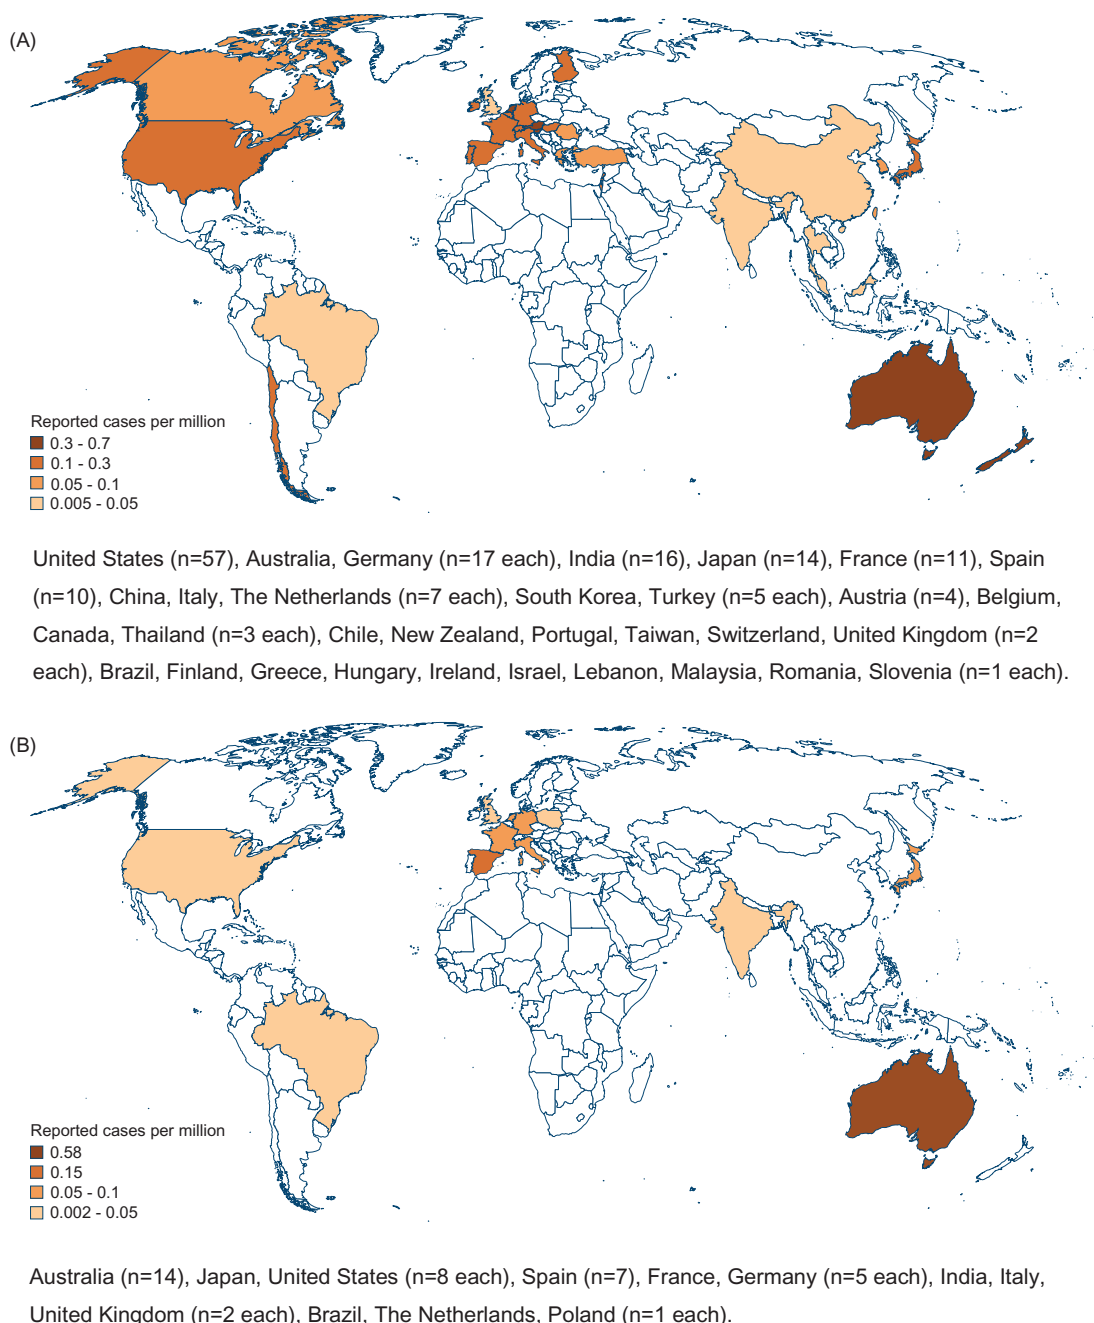 (A)
Reported cases per million
0.3 - 0.7
0.1 - 0.3
0.05 - 0.1
0.005 - 0.05
United States (n=57), Australia, Germany (n=17 each), India (n=16), Japan (n=14), France (n=11), Spain
(n=10), China, Italy, The Netherlands (n=7 each), South Korea, Turkey (n=5 each), Austria (n=4), Belgium,
Canada, Thailand (n=3 each), Chile, New Zealand, Portugal, Taiwan, Switzerland, United Kingdom (n=2
each), Brazil, Finland, Greece, Hungary, Ireland, Israel, Lebanon, Malaysia, Romania, Slovenia (n=1 each).
(B)
Reported cases per million
0.58
0.15
0.05 - 0.1
0.002 - 0.05
Australia (n=14), Japan, United States (n=8 each), Spain (n=7), France, Germany (n=5 each), India, Italy,
United Kingdom (n=2 each), Brazil, The Netherlands, Poland (n=1 each).